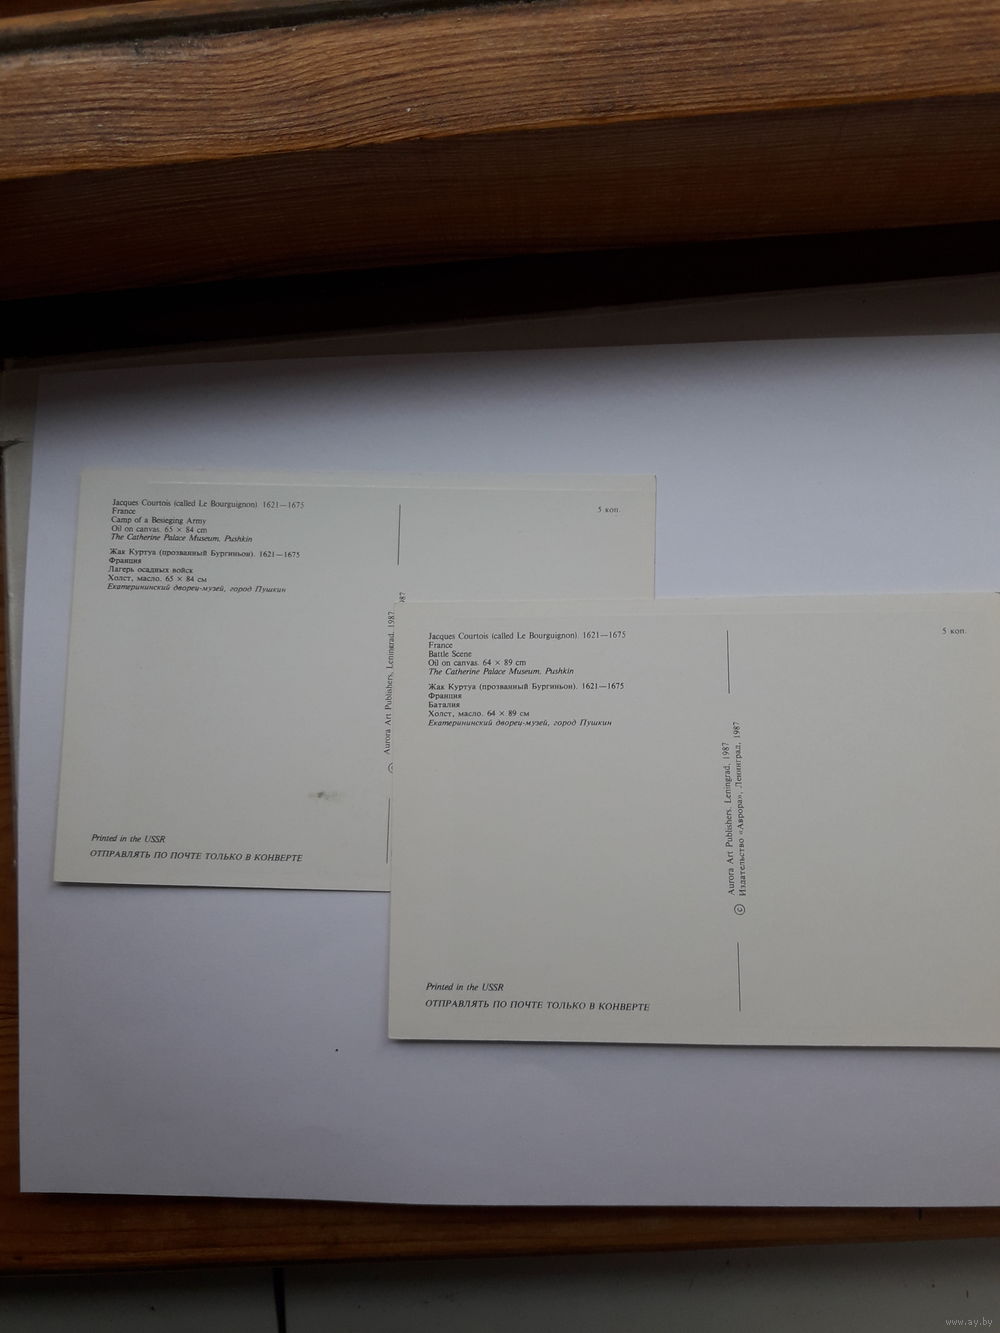 Jacques Courtois (called Le Bourguignon). 1621—1675
France
Camp of a Besieging Army
Oil on canvas. 65 × 84 cm
The Catherine Palace Museum, Pushkin
Жак Куртуа (прозванный Бургиньон). 1621—1675
Франция
Лагерь осадных войск
Холст, масло. 65 × 84 см
Екатерининский дворец-музей, город Пушкин
5 коп.
© Aurora Art Publishers, Leningrad, 1987
87
Printed in the USSR
ОТПРАВЛЯТЬ ПО ПОЧТЕ ТОЛЬКО В КОНВЕРТЕ
Jacques Courtois (called Le Bourguignon). 1621—1675
France
Battle Scene
Oil on canvas. 64 × 89 cm
The Catherine Palace Museum, Pushkin
Жак Куртуа (прозванный Бургиньон). 1621—1675
Франция
Баталия
Холст, масло. 64 × 89 см
Екатерининский дворец-музей, город Пушкин
5 коп.
© Aurora Art Publishers, Leningrad, 1987
Издательство «Аврора», Ленинград, 1987
Printed in the USSR
ОТПРАВЛЯТЬ ПО ПОЧТЕ ТОЛЬКО В КОНВЕРТЕ
www.ay.by